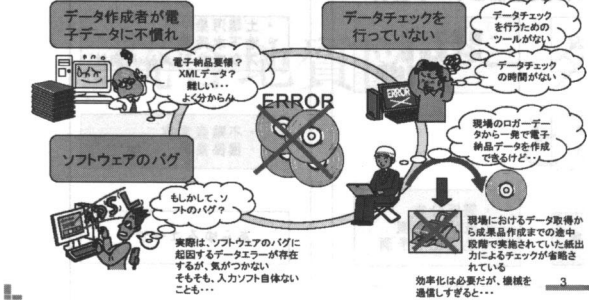 データ作成者が電
子データに不慣れ
電子納品要領?
XMLデータ?
難しい・・・
よく分からん
データチェックを
行っていない
データチェック
を行うための
ツールがない
データチェック
の時間がない
ERROR
ERROR
現場のロガーデー
タから一発で電子
納品データを作成
できるけど・・
ソフトウェアのバグ
もしかして、ソ
フトのバグ?
実際は、ソフトウェアのバグに
起因するデータエラーが存在
するが、気がつかない
そもそも、入力ソフト自体ない
ことも・・・
現場におけるデータ取得か
ら成果品作成までの途中
段階で実施されていた紙出
力によるチェックが省略さ
れている
効率化は必要だが、機械を
過信しすぎると・・・
3